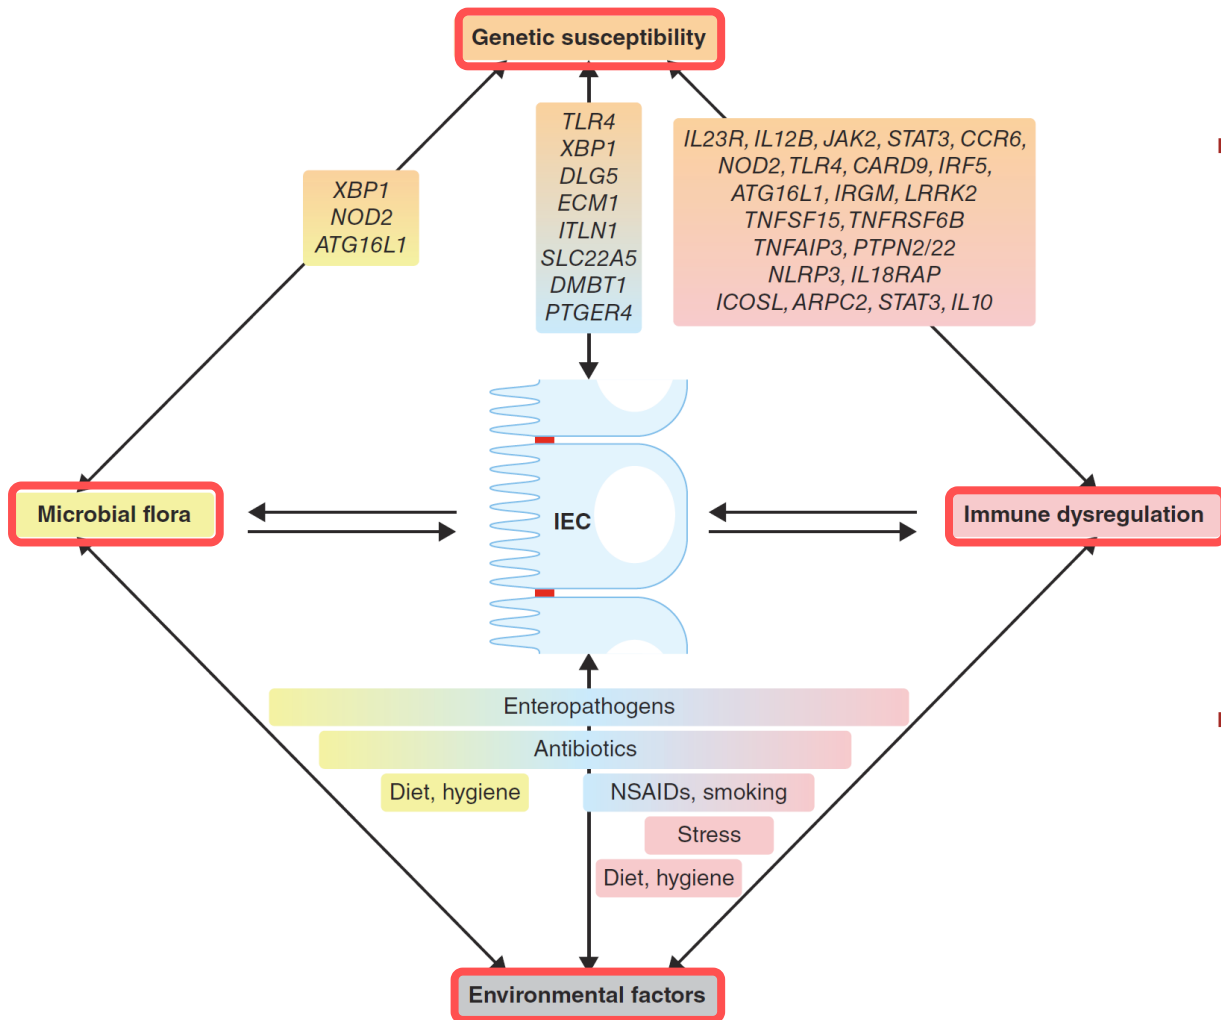 Genetic susceptibility
TLR4
XBP1
DLG5
ECM1
ITLN1
SLC22A5
DMBT1
PTGER4
IL23R, IL12B, JAK2, STAT3, CCR6,
NOD2, TLR4, CARD9, IRF5,
ATG16L1, IRGM, LRRK2
TNFSF15, TNFRSF6B
TNFAIP3, PTPN2/22
NLRP3, IL18RAP
ICOSL, ARPC2, STAT3, IL10
XBP1
NOD2
ATG16L1
Microbial flora
IEC
Immune dysregulation
Enteropathogens
Antibiotics
Diet, hygiene
NSAIDs, smoking
Stress
Diet, hygiene
Environmental factors